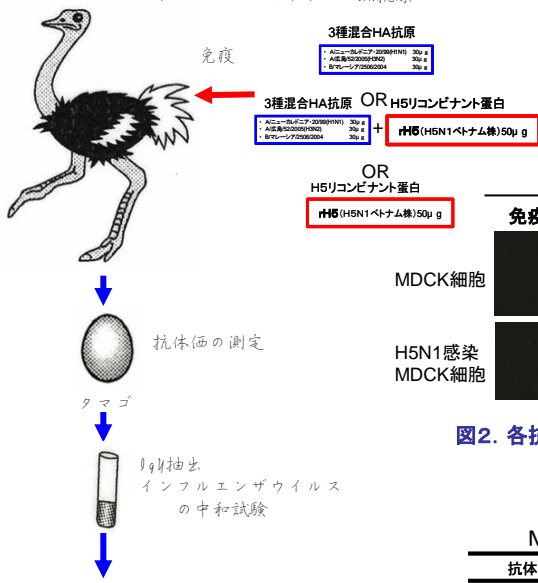 免疫
3種混合HA抗原
・ A/ニューカレドニア・20/99(H1N1) 30μg
・ A/広島/52/2005(H3N2) 30μg
・ B/マレーシア/2506/2004 30μg
3種混合HA抗原 OR H5リコンビナント蛋白
・ A/ニューカレドニア・20/99(H1N1) 30μg
・ A/広島/52/2005(H3N2) 30μg
・ B/マレーシア/2506/2004 30μg
+ rH5(H5N1ベトナム株)50μg
OR
H5リコンビナント蛋白
rH5(H5N1ベトナム株)50μg
免疫
MDCK細胞
抗体価の測定
H5N1感染
MDCK細胞
タマゴ
図2. 各抗
IgY抽出
インフルエンザウイルス
の中和試験
抗体